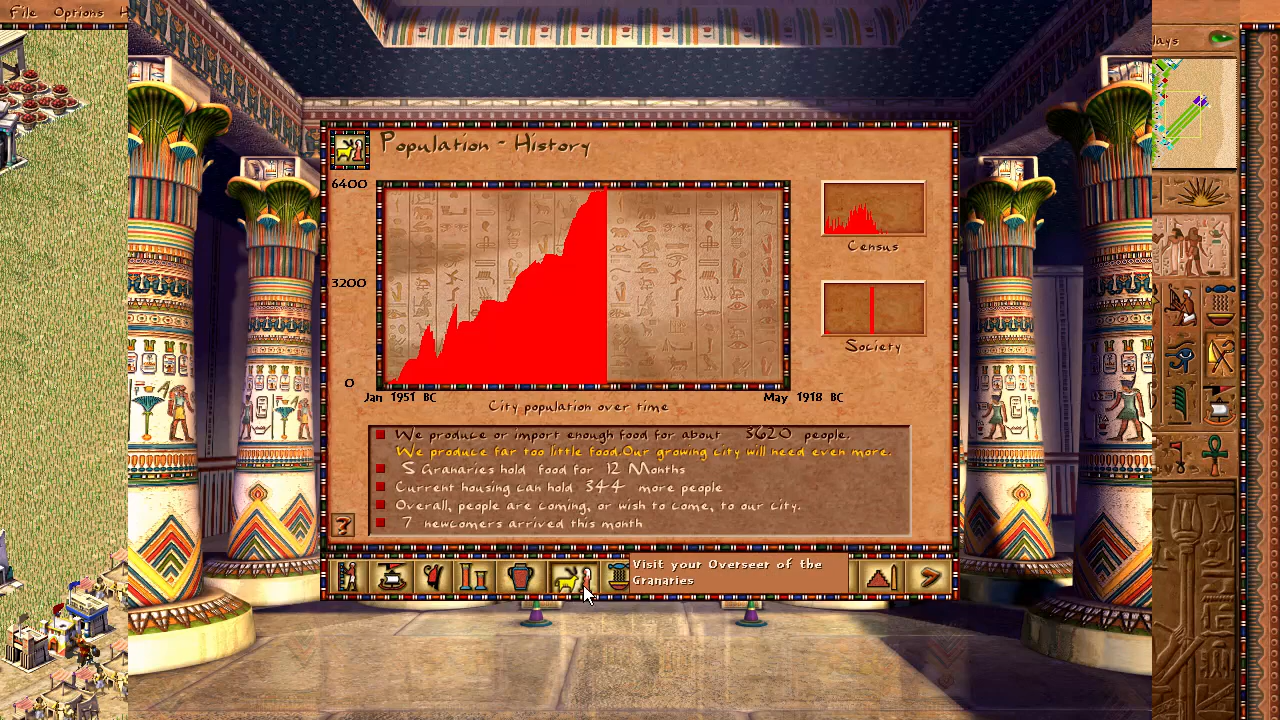 File Options H
days
Population - History
6400
3200
0
Jan 1951 BC
May 1918 BC
City population over time
Census
Society
We produce or import enough food for about 3620 people.
We produce far too little food.Our growing city will need even more.
5 Granaries hold food for 12 Months
Current housing can hold 344 more people
Overall, people are coming, or wish to come, to our city.
7 newcomers arrived this month
?
Visit your Overseer of the
Granaries